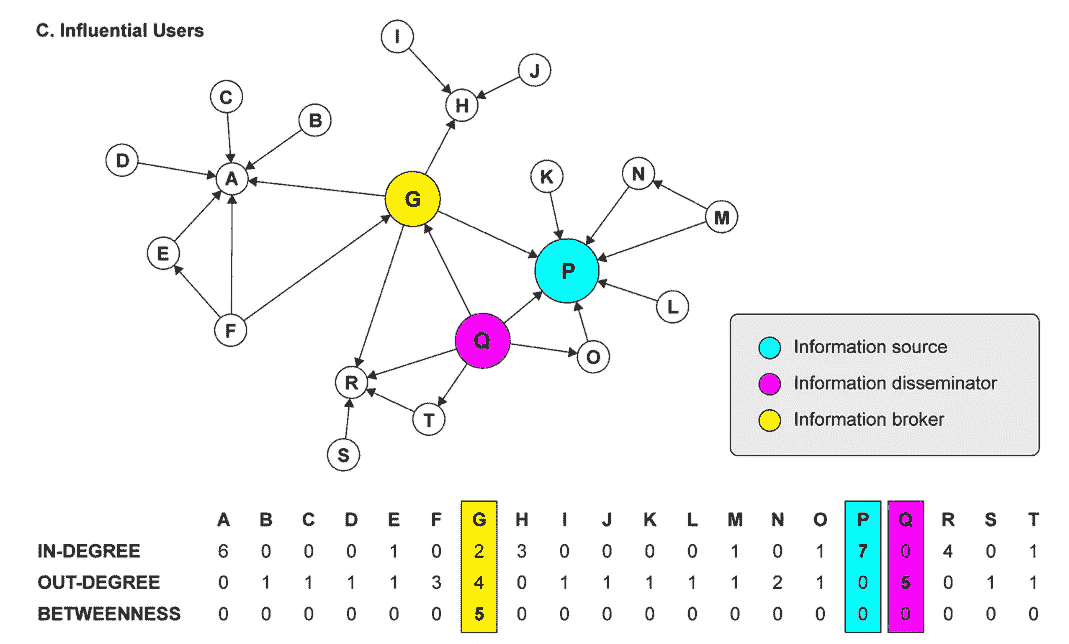 C. Influential Users
I
J
C
H
B
D
A
K
N
G
M
E
P
L
F
Q
O
R
T
S
Information source
Information disseminator
Information broker
A B C D E F G H I J K L M N O P Q R S T
IN-DEGREE 6 0 0 0 1 0 2 3 0 0 0 0 1 0 1 7 0 4 0 1
OUT-DEGREE 0 1 1 1 1 3 4 0 1 1 1 1 1 2 1 0 5 0 1 1
BETWEENNESS 0 0 0 0 0 0 5 0 0 0 0 0 0 0 0 0 0 0 0 0